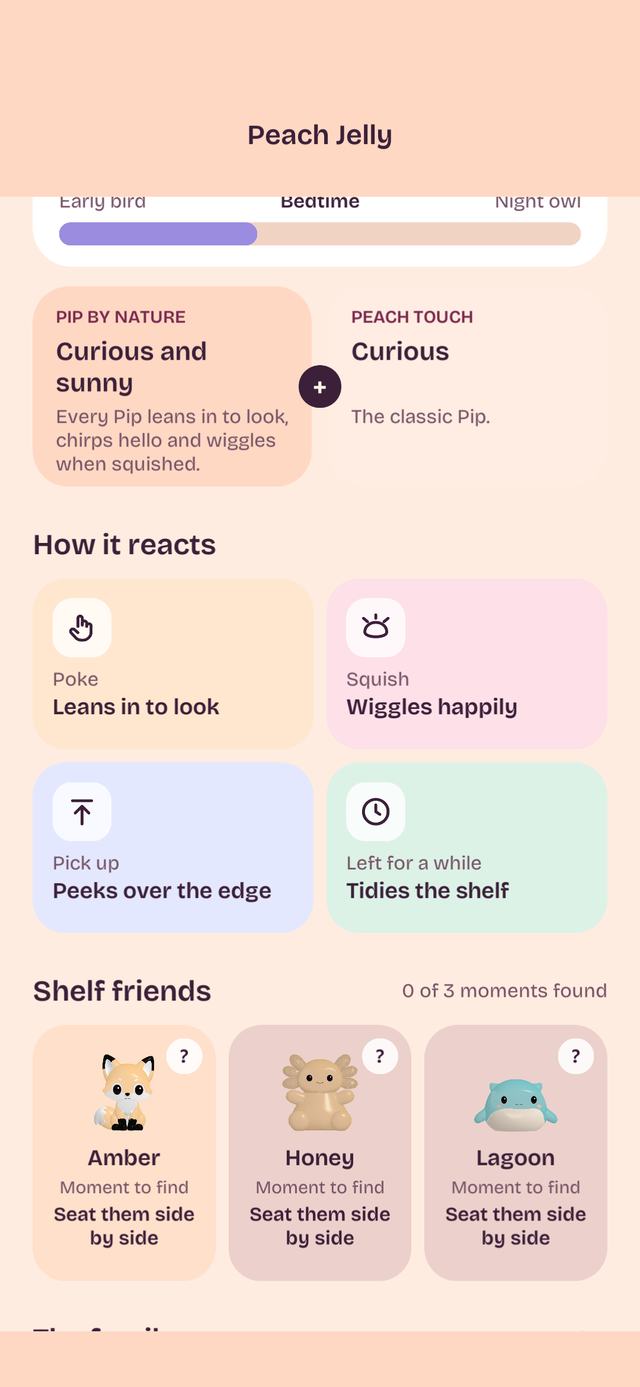 Peach Jelly
Early bird
Bedtime
Night owl
PIP BY NATURE
Curious and
sunny
Every Pip leans in to look,
chirps hello and wiggles
when squished.
+
PEACH TOUCH
Curious
The classic Pip.
How it reacts
Poke
Leans in to look
Squish
Wiggles happily
Pick up
Peeks over the edge
Left for a while
Tidies the shelf
Shelf friends
0 of 3 moments found
?
Amber
Moment to find
Seat them side
by side
?
Honey
Moment to find
Seat them side
by side
?
Lagoon
Moment to find
Seat them side
by side